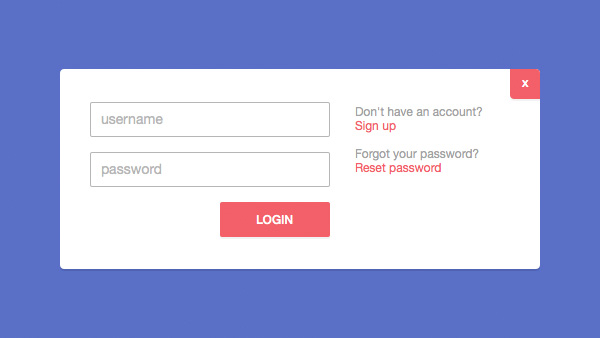 x
username
password
LOGIN
Don't have an account?
Sign up
Forgot your password?
Reset password